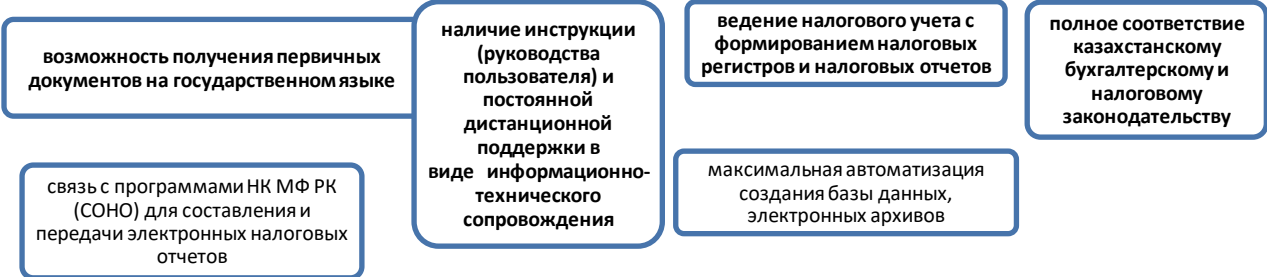 возможность получения первичных
документов на государственном языке
наличие инструкции
(руководства
пользователя) и
постоянной
дистанционной
поддержки в
виде информационно-
технического
сопровождения
ведение налогового учета с
формированием налоговых
регистров и налоговых отчетов
полное соответствие
казахстанскому
бухгалтерскому и
налоговому
законодательству
связь с программами НК МФ РК
(СОНО) для составления и
передачи электронных налоговых
отчетов
максимальная автоматизация
создания базы данных,
электронных архивов